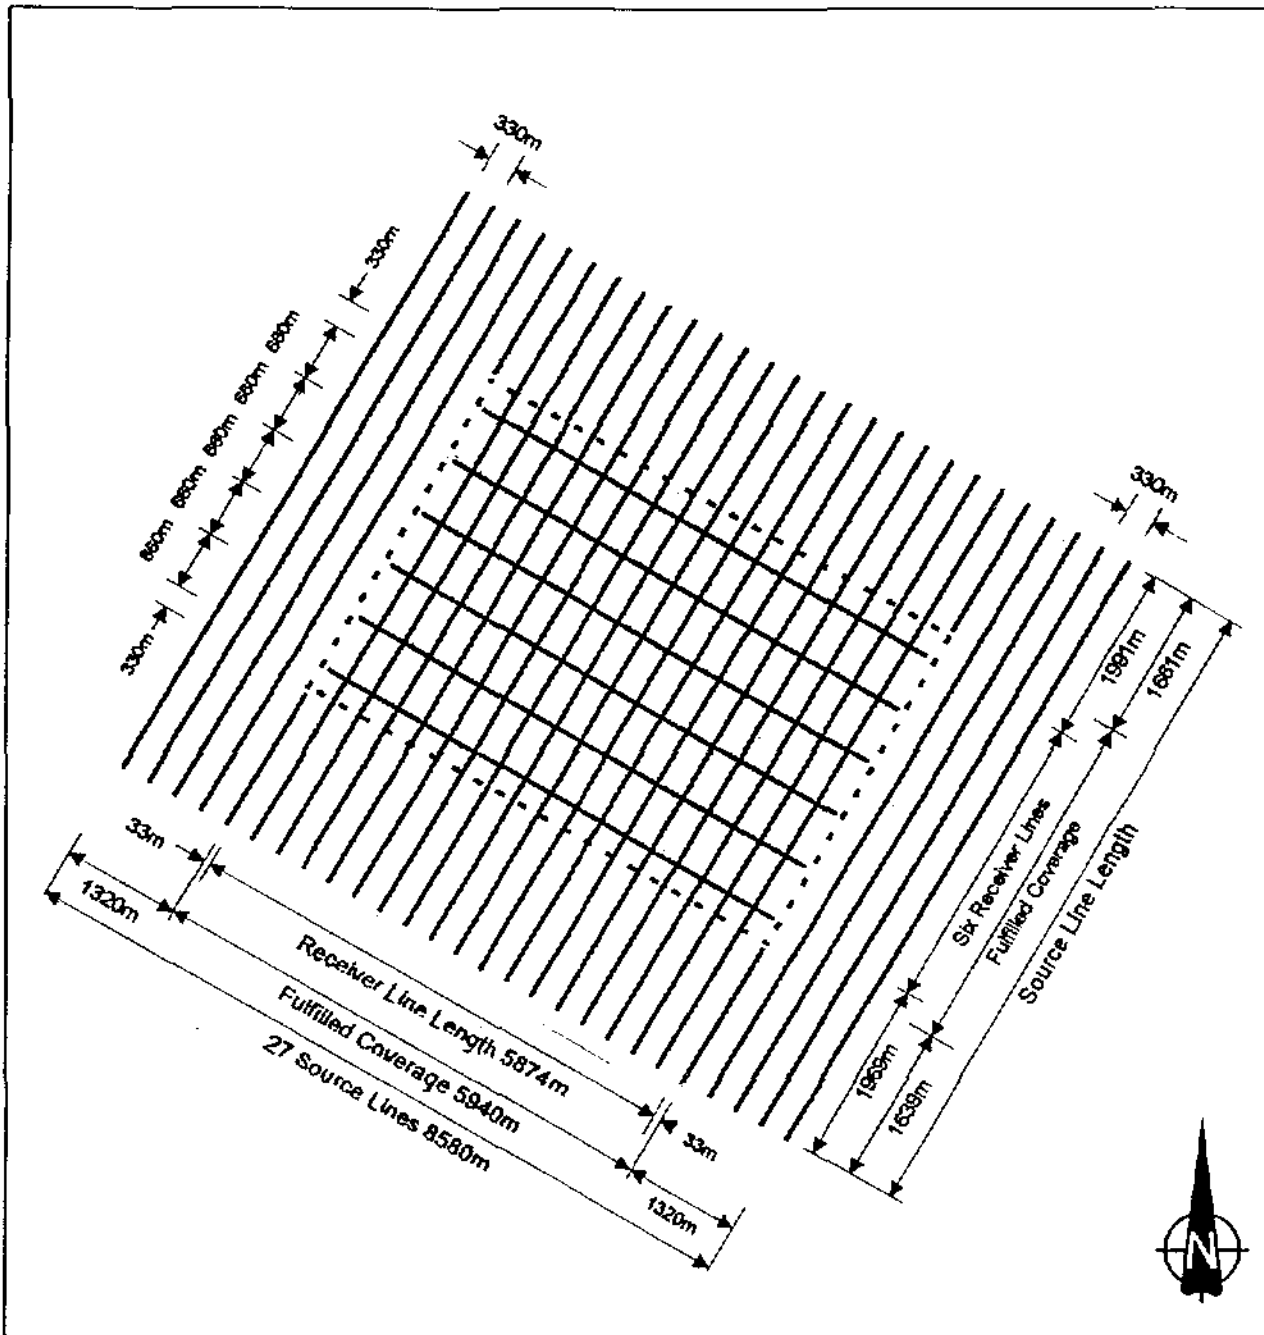 330m
330m
660m 660m 660m 660m 660m
330m
330m
1991m
1661m
Six Receiver Lines
Fulfilled Coverage
Source Line Length
1969m
1639m
33m
1320m
Receiver Line Length 5874m
Fulfilled Coverage 5940m
27 Source Lines 8580m
33m
1320m
N